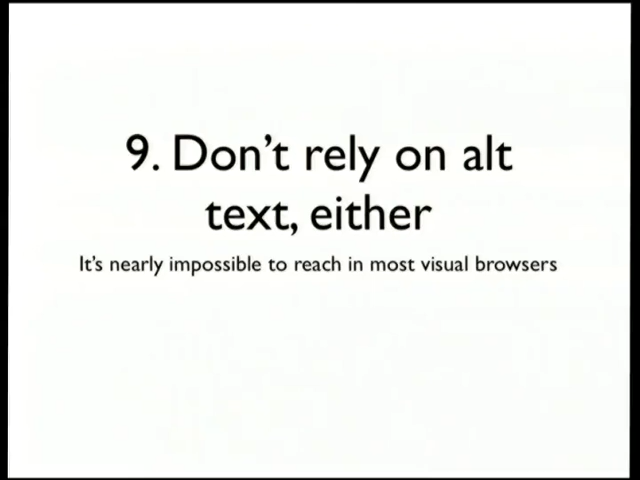 9. Don't rely on alt
text, either
It's nearly impossible to reach in most visual browsers